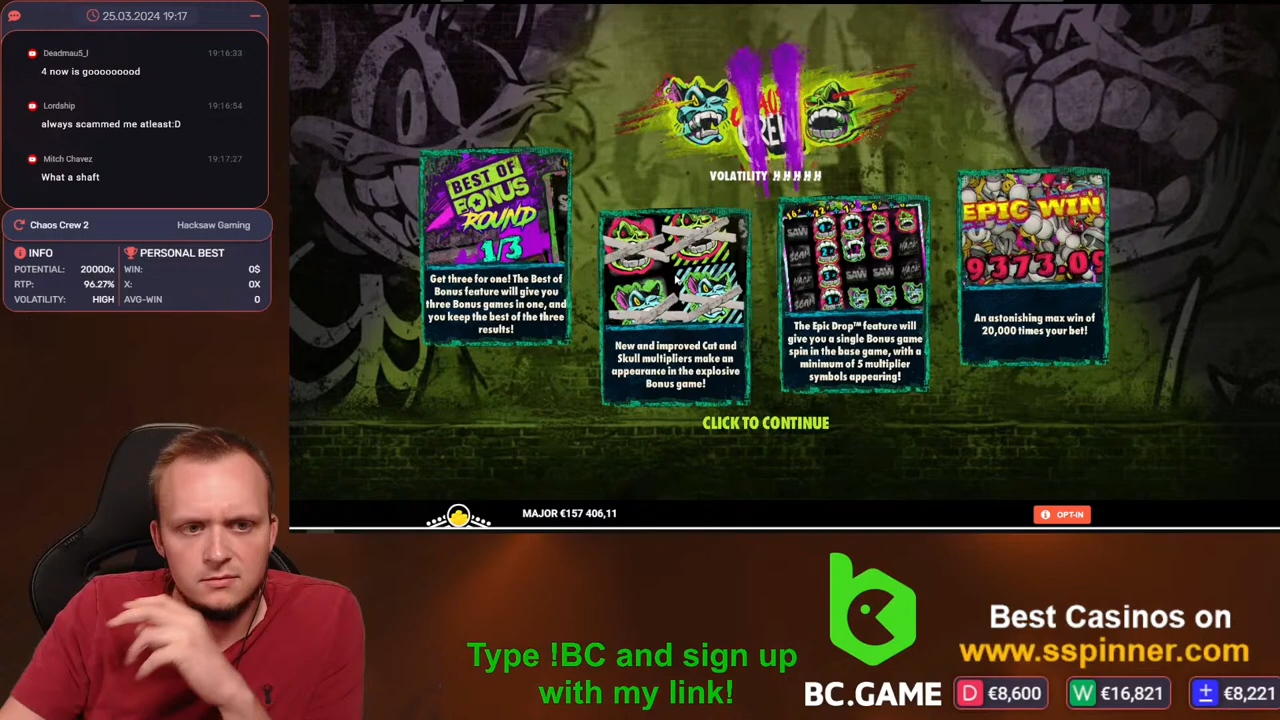 25.03.2024 19:17
Deadmau5_l 19:16:33
4 now is gooooooood
Lordship 19:16:54
always scammed me atleast:D
Mitch Chavez 19:17:27
What a shaft
Chaos Crew 2 Hacksaw Gaming
INFO
POTENTIAL: 20000x
RTP: 96.27%
VOLATILITY: HIGH
PERSONAL BEST
WIN: 0$
X: 0X
AVG-WIN 0
CREW
VOLATILITY
BEST OF
BONUS
ROUND
1/3
Get three for one! The Best of
Bonus feature will give you
three Bonus games in one, and
you keep the best of the three
results!
New and improved Cat and
Skull multipliers make an
appearance in the explosive
Bonus game!
The Epic Drop™ feature will
give you a single Bonus game
spin in the base game, with a
minimum of 5 multiplier
symbols appearing!
EPIC WIN
9373.09
An astonishing max win of
20,000 times your bet!
CLICK TO CONTINUE
MAJOR €157 406,11
OPT-IN
Type !BC and sign up
with my link!
BC.GAME
Best Casinos on
www.sspinner.com
D €8,600 W €16,821 ± €8,221